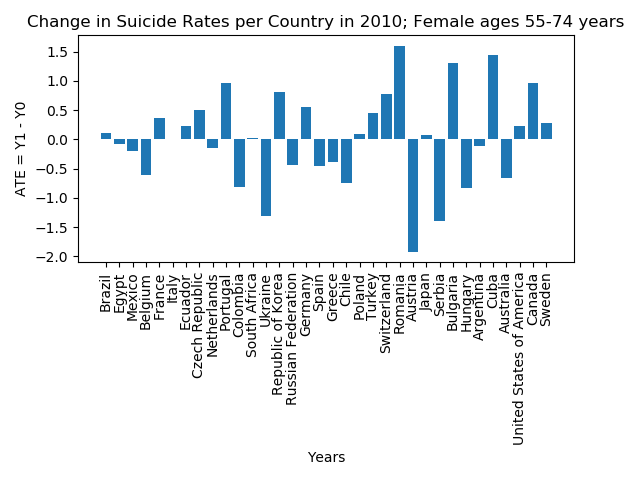 Change in Suicide Rates per Country in 2010; Female ages 55-74 years
ATE = Y1 - Y0
1.5
1.0
0.5
0.0
−0.5
−1.0
−1.5
−2.0
Brazil
Egypt
Mexico
Belgium
France
Italy
Ecuador
Czech Republic
Netherlands
Portugal
Colombia
South Africa
Ukraine
Republic of Korea
Russian Federation
Germany
Spain
Greece
Chile
Poland
Turkey
Switzerland
Romania
Austria
Japan
Serbia
Bulgaria
Hungary
Argentina
Cuba
Australia
United States of America
Canada
Sweden
Years